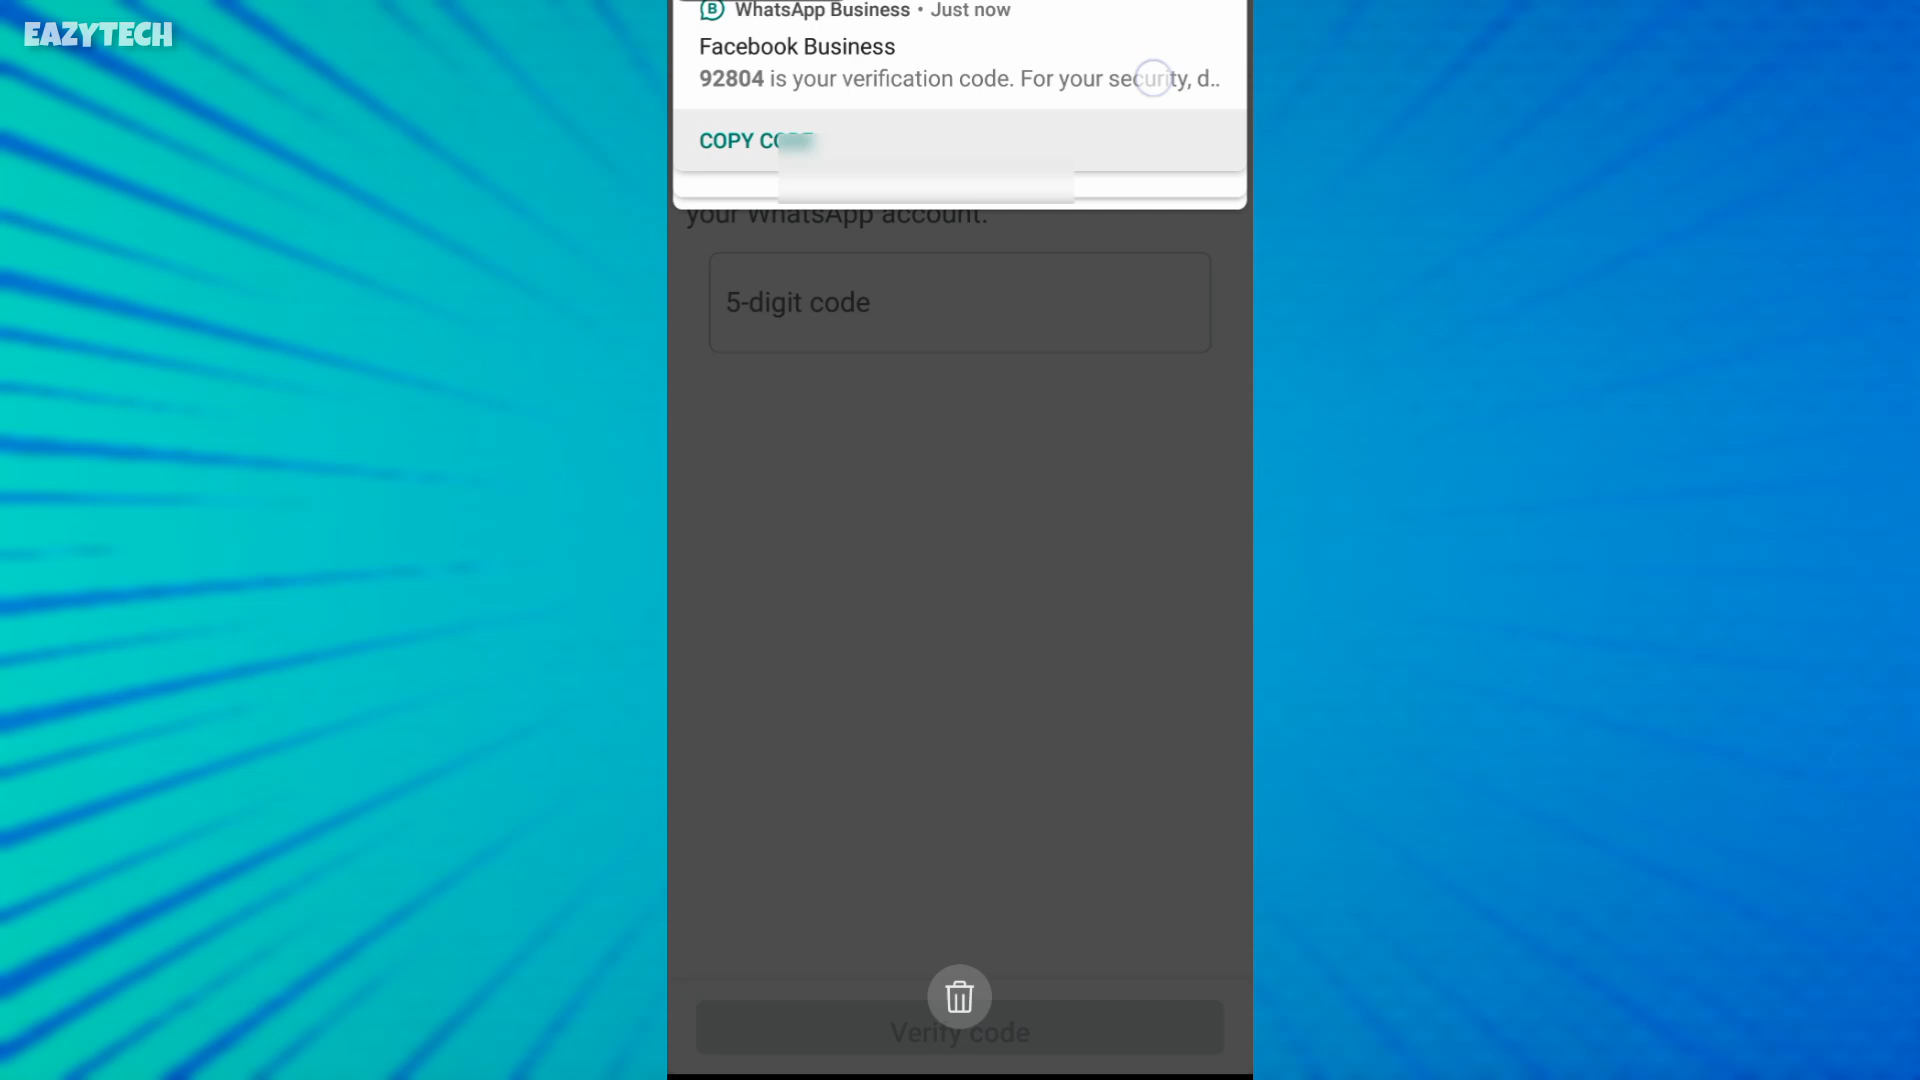 EAZYTECH
WhatsApp Business • Just now
Facebook Business
92804 is your verification code. For your security, d..
COPY CODE
your WhatsApp account.
5-digit code
Verify code